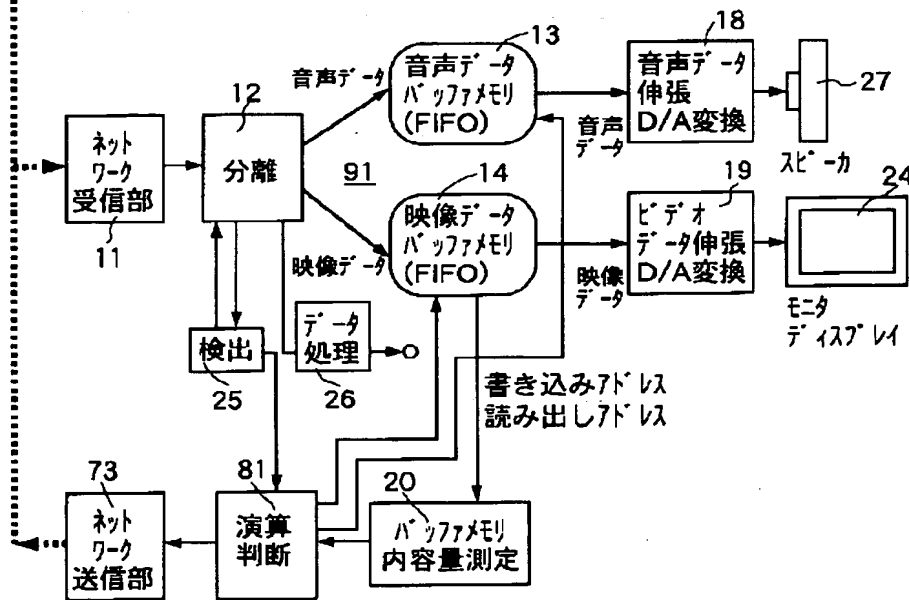 13
音声データ
バッファメモリ
(FIFO)
18
音声データ
伸張
D/A変換
27
スピーカ
音声データ
音声
データ
12
分離
91
ネット
ワーク
受信部
11
14
映像データ
バッファメモリ
(FIFO)
映像データ
19
ビデオ
データ伸張
D/A変換
映像
データ
24
モニタ
ディスプレイ
検出
25
データ
処理
26
書き込みアドレス
読み出しアドレス
73
ネット
ワーク
送信部
81
演算
判断
20
バッファメモリ
内容量測定